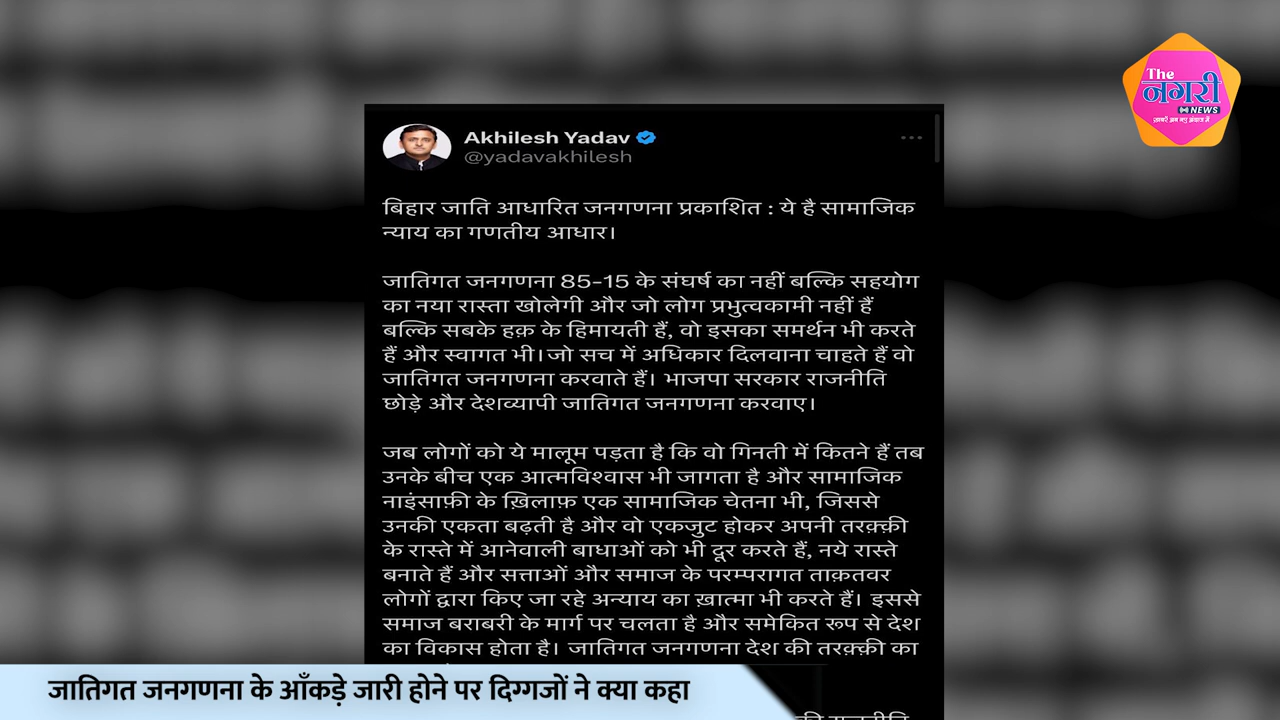 The
नगरी
NEWS
Akhilesh Yadav
@yadavakhilesh
बिहार जाति आधारित जनगणना प्रकाशित : ये है सामाजिक
न्याय का गणतीय आधार।
जातिगत जनगणना 85-15 के संघर्ष का नहीं बल्कि सहयोग
का नया रास्ता खोलेगी और जो लोग प्रभुत्वकामी नहीं हैं
बल्कि सबके हक़ के हिमायती हैं, वो इसका समर्थन भी करते
हैं और स्वागत भी।जो सच में अधिकार दिलवाना चाहते हैं वो
जातिगत जनगणना करवाते हैं। भाजपा सरकार राजनीति
छोड़े और देशव्यापी जातिगत जनगणना करवाए।
जब लोगों को ये मालूम पड़ता है कि वो गिनती में कितने हैं तब
उनके बीच एक आत्मविश्वास भी जागता है और सामाजिक
नाइंसाफ़ी के ख़िलाफ़ एक सामाजिक चेतना भी, जिससे
उनकी एकता बढ़ती है और वो एकजुट होकर अपनी तरक़्क़ी
के रास्ते में आनेवाली बाधाओं को भी दूर करते हैं, नये रास्ते
बनाते हैं और सत्ताओं और समाज के परम्परागत ताक़तवर
लोगों द्वारा किए जा रहे अन्याय का ख़ात्मा भी करते हैं। इससे
समाज बराबरी के मार्ग पर चलता है और समेकित रूप से देश
का विकास होता है। जातिगत जनगणना देश की तरक़्क़ी का
जातिगत जनगणना के आँकड़े जारी होने पर दिग्गजों ने क्या कहा